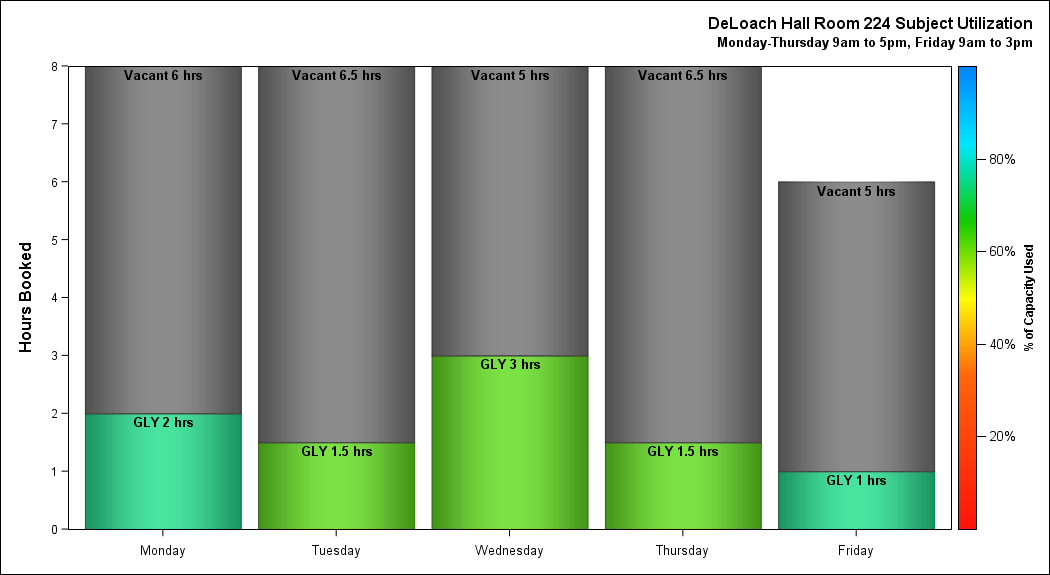 DeLoach Hall Room 224 Subject Utilization
Monday-Thursday 9am to 5pm, Friday 9am to 3pm
Hours Booked
8
7
6
5
4
3
2
1
0
Vacant 6 hrs
GLY 2 hrs
Vacant 6.5 hrs
GLY 1.5 hrs
Vacant 5 hrs
GLY 3 hrs
Vacant 6.5 hrs
GLY 1.5 hrs
Vacant 5 hrs
GLY 1 hrs
Monday
Tuesday
Wednesday
Thursday
Friday
80%
60%
40%
20%
% of Capacity Used